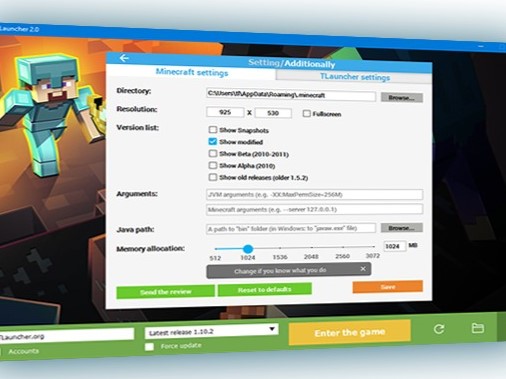 TLauncher 2.0
Setting/Additionally
Minecraft settings TLauncher settings
Directory: C:\Users\tl\AppData\Roaming\.minecraft Browse...
Resolution: 925 x 530 Fullscreen
Version list: Show Snapshots
Show modified
Show Beta (2010-2011)
Show Alpha (2010)
Show old releases (older 1.5.2)
Arguments: JVM arguments (e.g. -XX:MaxPermSize=256M)
Minecraft arguments (e.g. --server 127.0.0.1)
Java path: A path to "bin" folder (in Windows: to "javaw.exe" file) Browse...
Memory allocation: 1024 MB
512 1024 1536 2048 2560 3072
Change if you know what you do
Send the review Reset to defaults Save
TLauncher.org Latest release 1.10.2 Enter the game
Accounts Force update